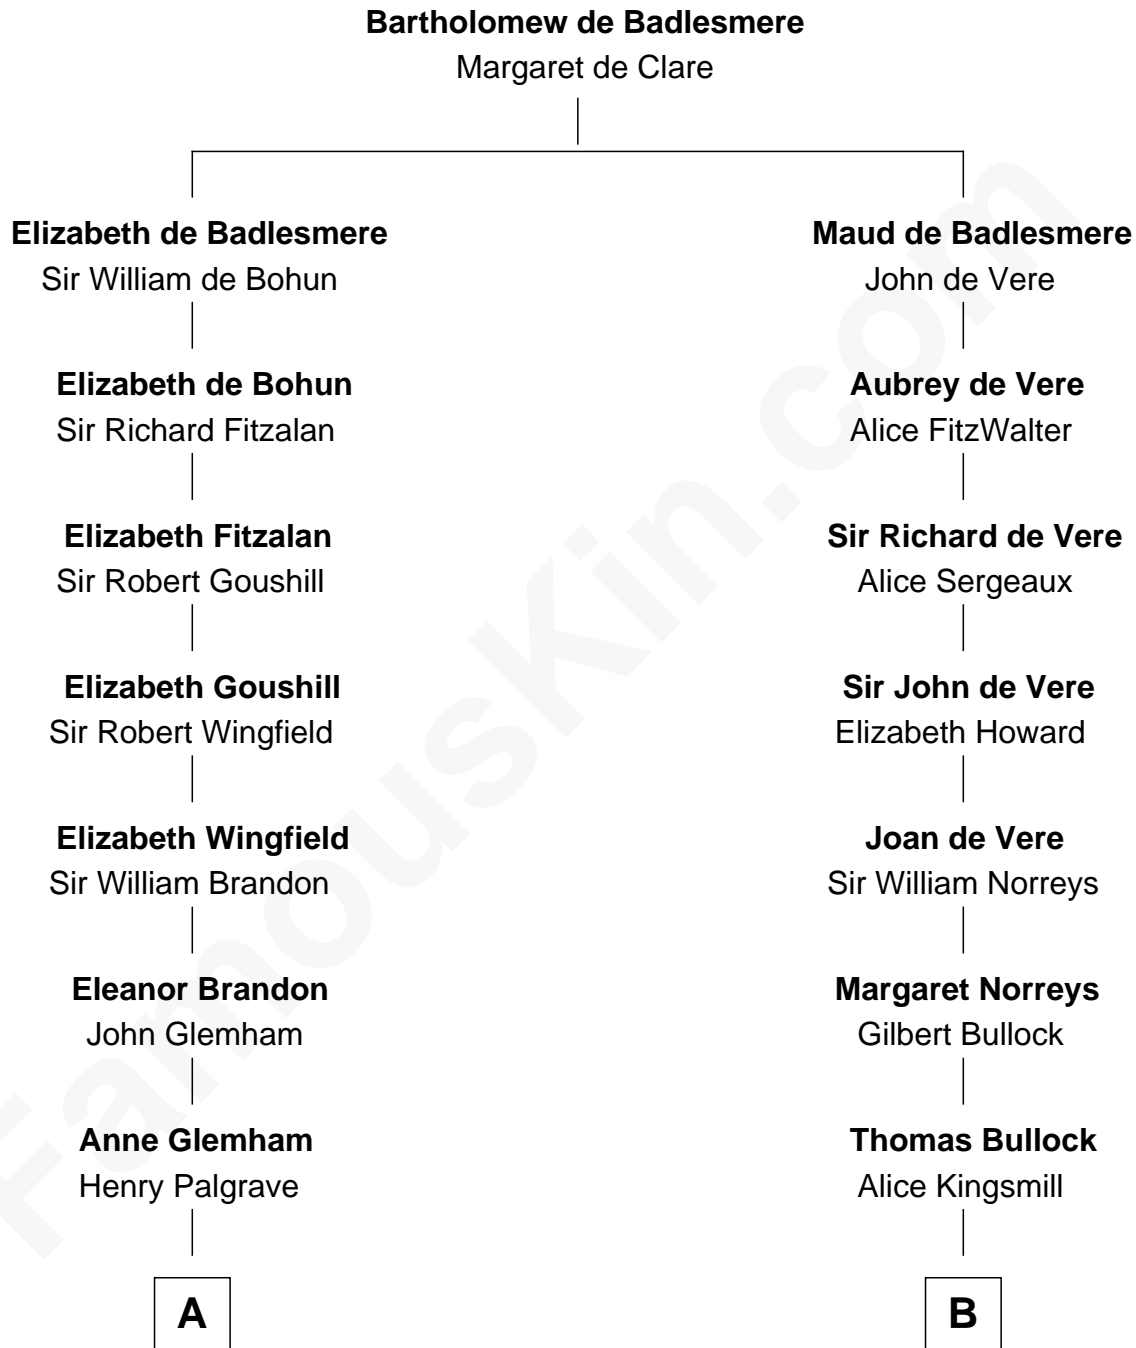 Bartholomew de Badlesmere
Margaret de Clare
Elizabeth de Badlesmere
Sir William de Bohun
Maud de Badlesmere
John de Vere
Elizabeth de Bohun
Sir Richard Fitzalan
Aubrey de Vere
Alice FitzWalter
Elizabeth Fitzalan
Sir Robert Goushill
Sir Richard de Vere
Alice Sergeaux
Elizabeth Goushill
Sir Robert Wingfield
Sir John de Vere
Elizabeth Howard
Elizabeth Wingfield
Sir William Brandon
Joan de Vere
Sir William Norreys
Eleanor Brandon
John Glemham
Margaret Norreys
Gilbert Bullock
Anne Glemham
Henry Palgrave
Thomas Bullock
Alice Kingsmill
A
B
FamousKin.com